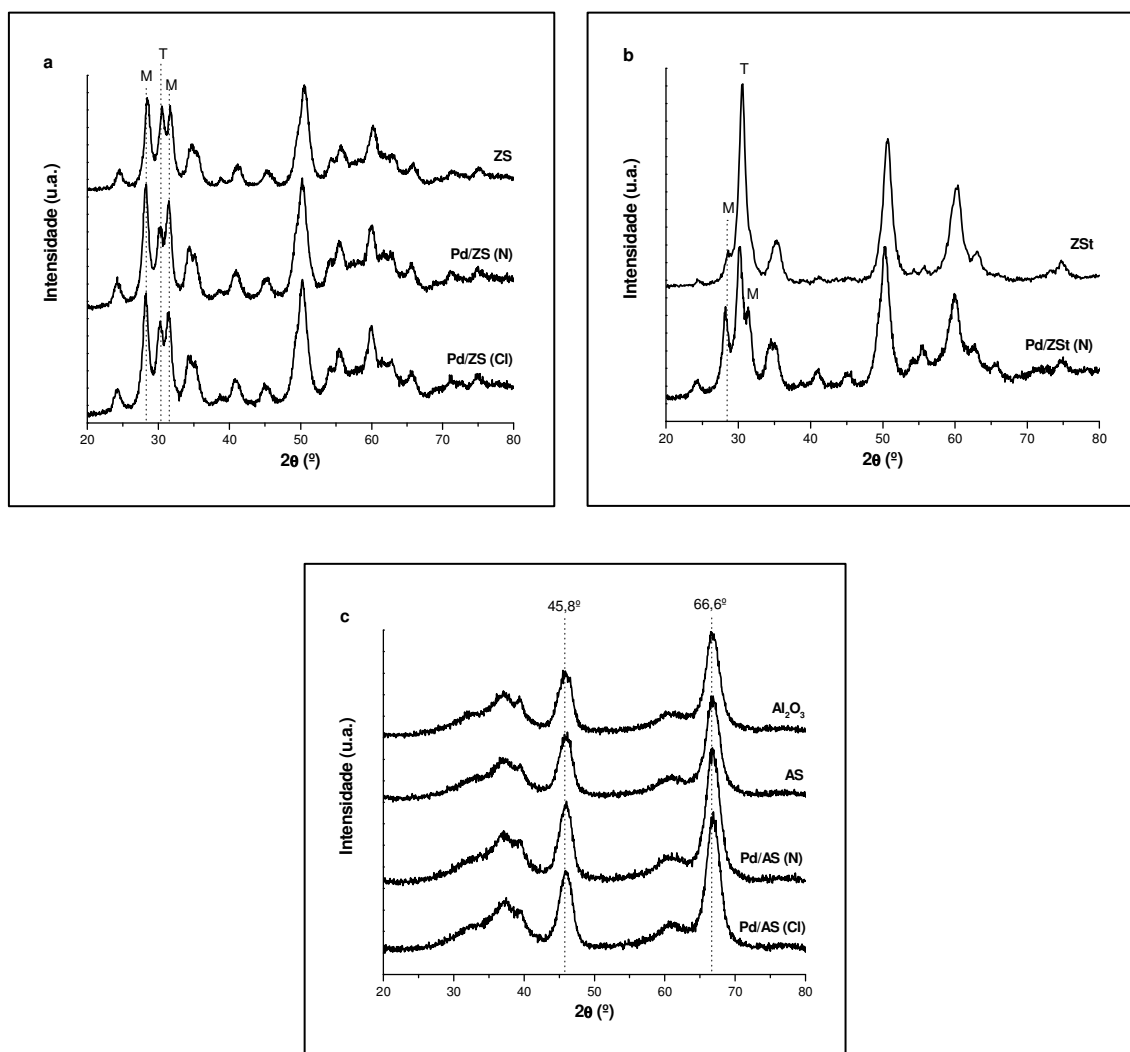 a
T
M
M
ZS
Pd/ZS (N)
Pd/ZS (Cl)
Intensidade (u.a.)
20 30 40 50 60 70 80
2θ (º)
b
T
M
ZSt
M
Pd/ZSt (N)
Intensidade (u.a.)
20 30 40 50 60 70 80
2θ (º)
c
45,8º 66,6º
Al₂O₃
AS
Pd/AS (N)
Pd/AS (Cl)
Intensidade (u.a.)
20 30 40 50 60 70 80
2θ (º)